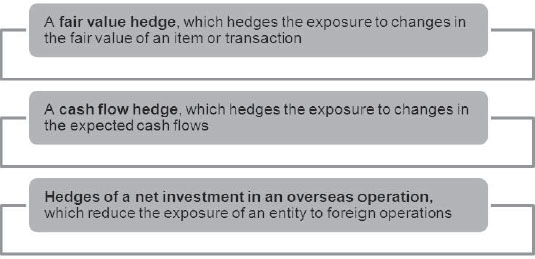 A fair value hedge, which hedges the exposure to changes in
the fair value of an item or transaction
A cash flow hedge, which hedges the exposure to changes in
the expected cash flows
Hedges of a net investment in an overseas operation,
which reduce the exposure of an entity to foreign operations